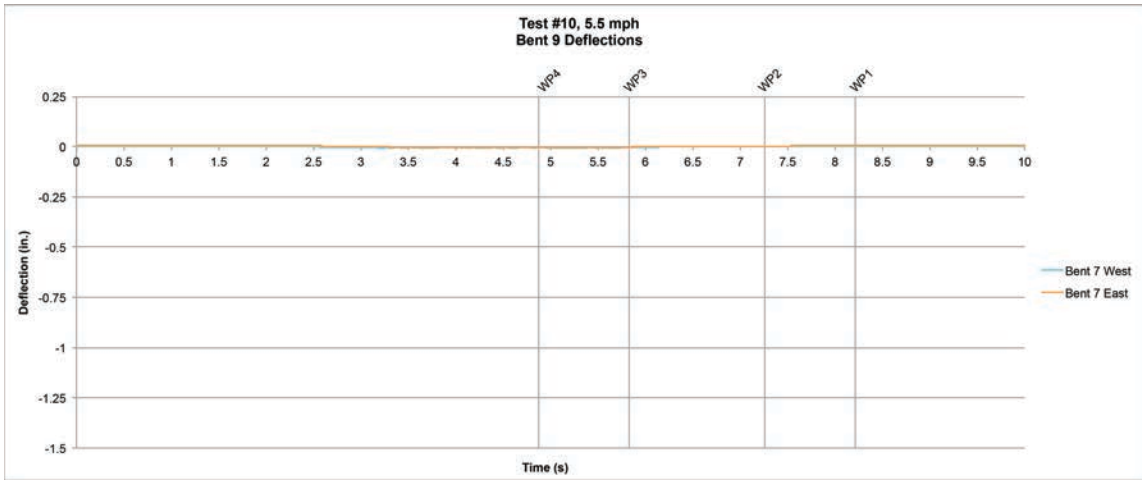 Test #10, 5.5 mph
Bent 9 Deflections
WP4 WP3 WP2 WP1
0.25
0
0 0.5 1 1.5 2 2.5 3 3.5 4 4.5 5 5.5 6 6.5 7 7.5 8 8.5 9 9.5 10
-0.25
-0.5
-0.75
-1
-1.25
-1.5
Deflection (in.)
Time (s)
Bent 7 West
Bent 7 East